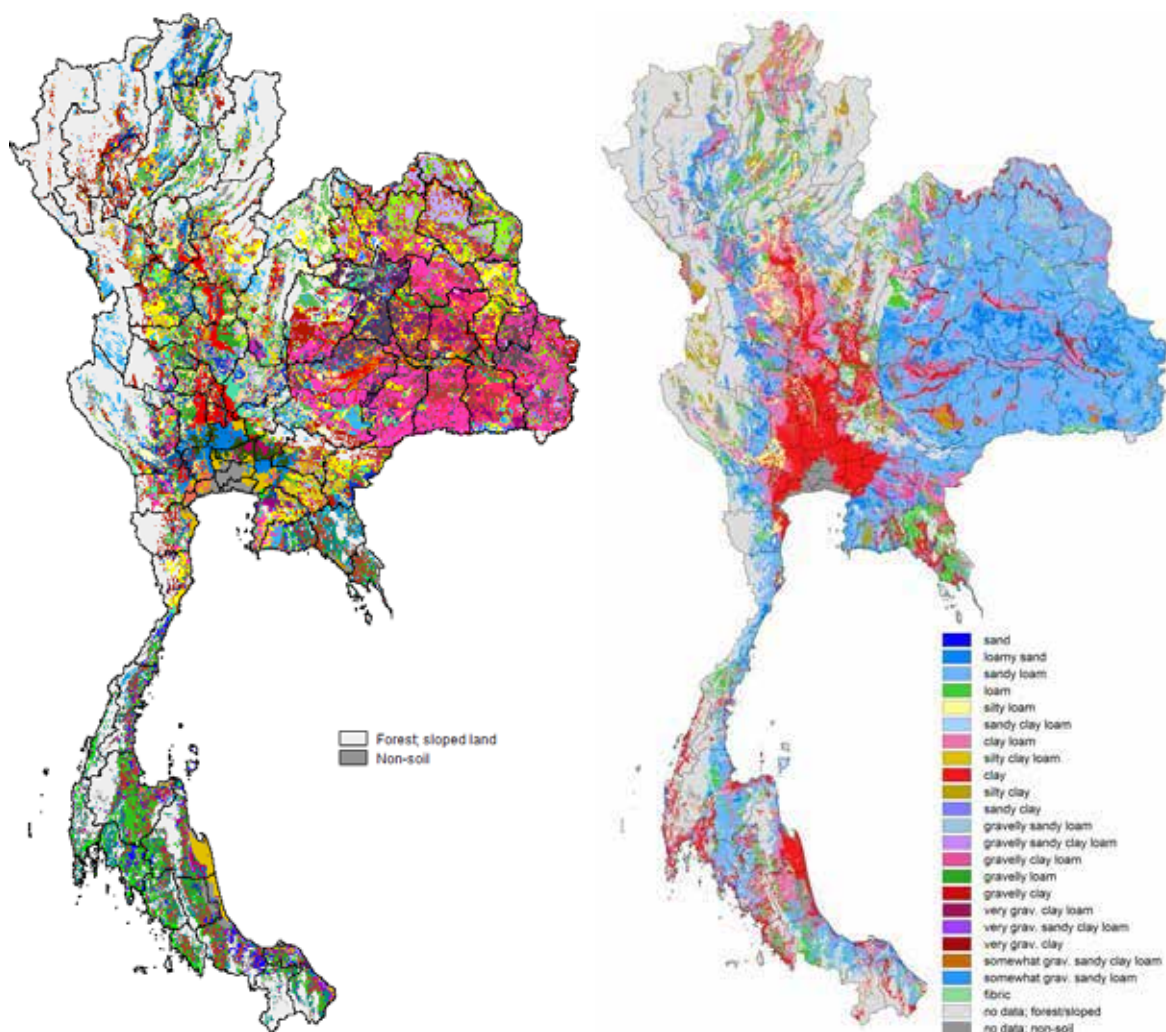 Forest; sloped land
Non-soil
sand
loamy sand
sandy loam
loam
silty loam
sandy clay loam
clay loam
silty clay loam
clay
silty clay
sandy clay
gravelly sandy loam
gravelly sandy clay loam
gravelly clay loam
gravelly loam
gravelly clay
very grav. clay loam
very grav. sandy clay loam
very grav. clay
somewhat grav. sandy clay loam
somewhat grav. sandy loam
fibric
no data; forest/sloped
no data; non-soil